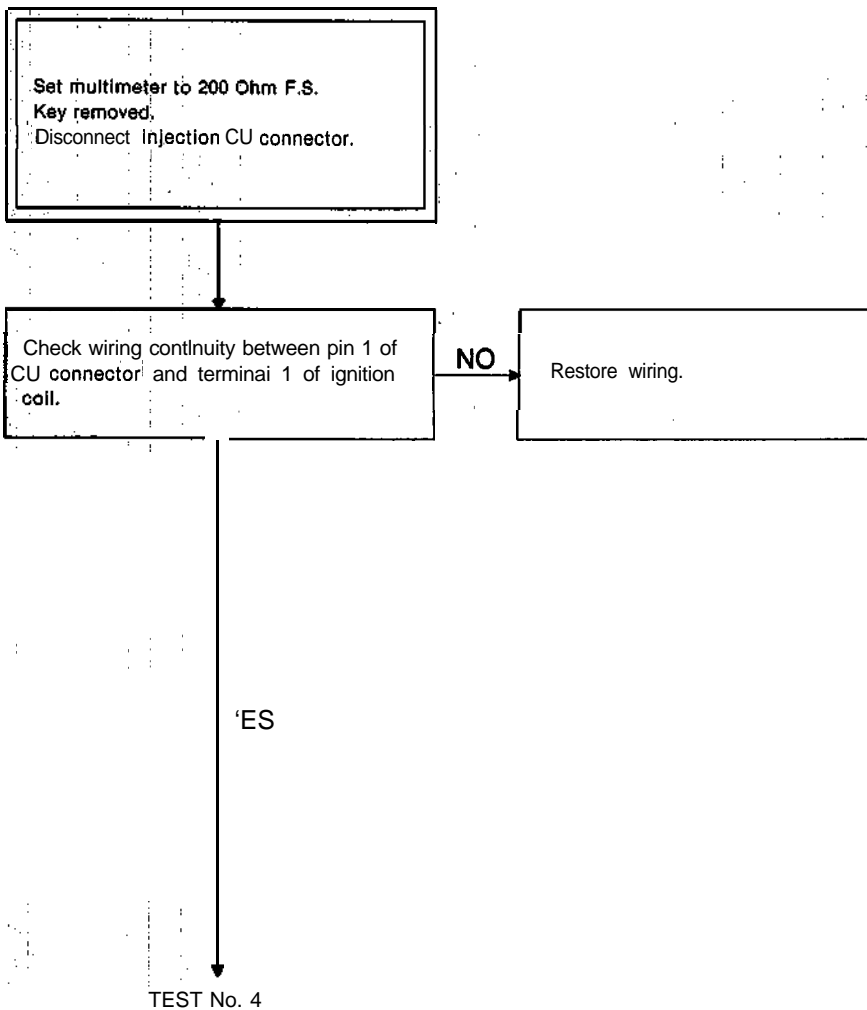 Set multimeter to 200 Ohm F.S.
Key removed.
Disconnect Injection CU connector.
Check wiring continuity between pin 1 of
CU connector and terminai 1 of ignition
coil.
NO
Restore wiring.
'ES
TEST No. 4